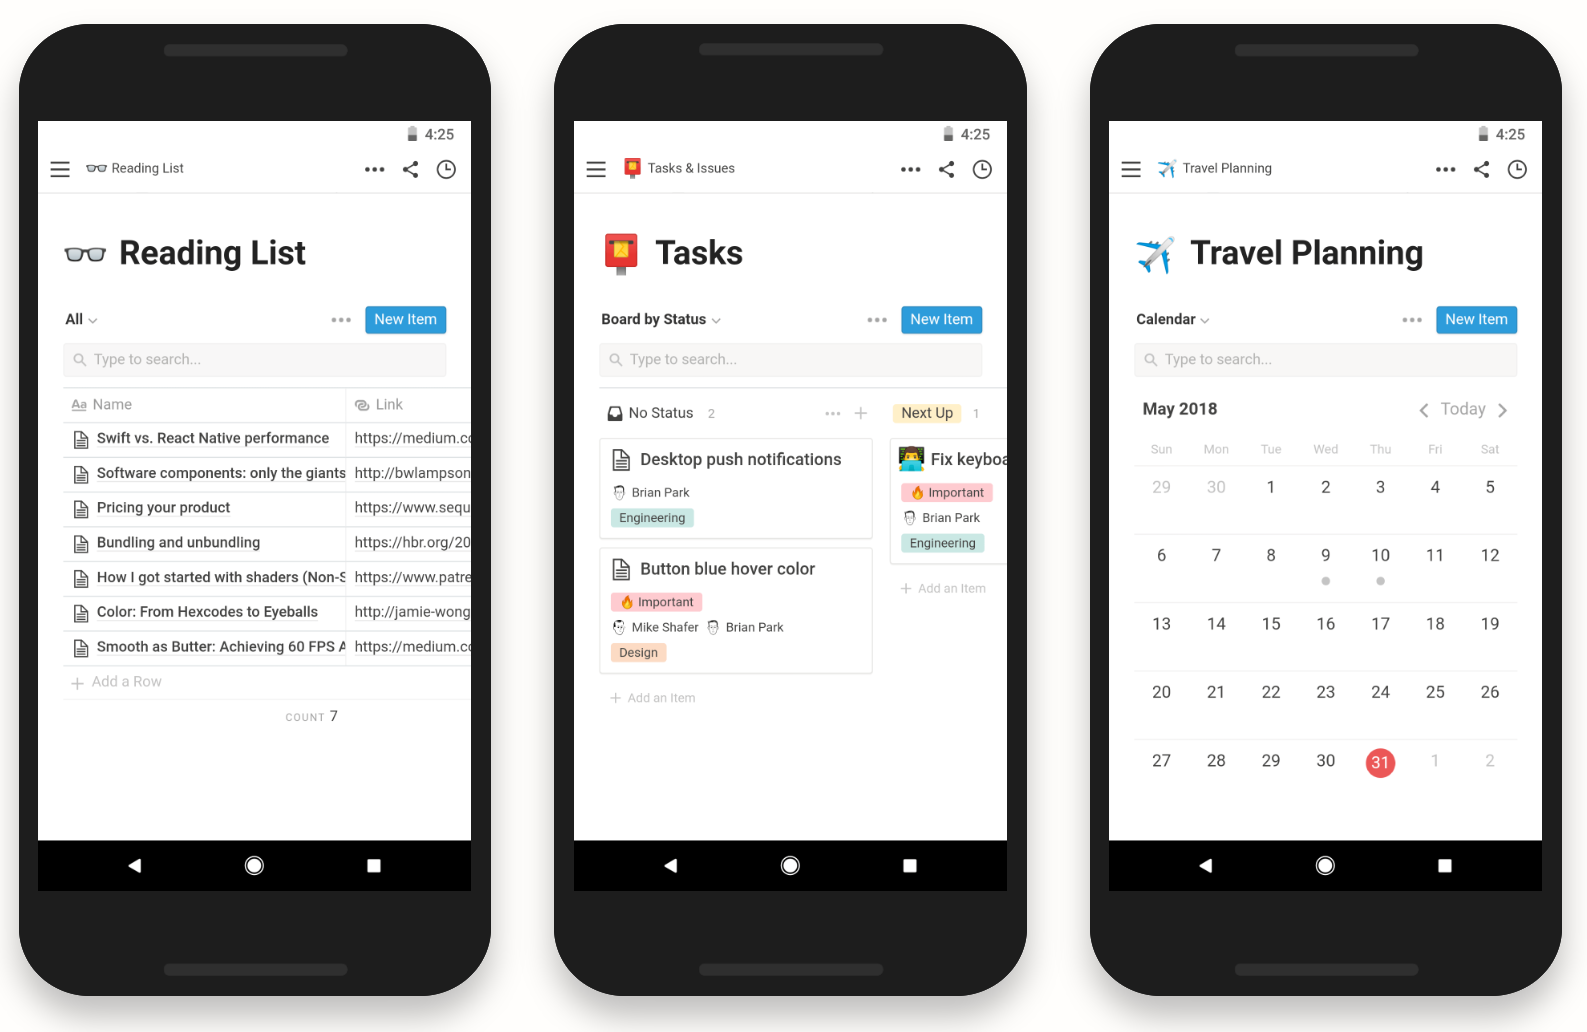 4:25
Reading List
Reading List
All
New Item
Type to search...
Aa Name Link
Swift vs. React Native performance https://medium.co
Software components: only the giants http://bwlampson
Pricing your product https://www.sequ
Bundling and unbundling https://hbr.org/20
How I got started with shaders (Non-S https://www.patre
Color: From Hexcodes to Eyeballs http://jamie-wong
Smooth as Butter: Achieving 60 FPS A https://medium.co
+ Add a Row
COUNT 7
4:25
Tasks & Issues
Tasks
Board by Status
New Item
Type to search...
No Status 2
Desktop push notifications
Brian Park
Engineering
Button blue hover color
Important
Mike Shafer Brian Park
Design
+ Add an Item
Next Up 1
Fix keyboa
Important
Brian Park
Engineering
+ Add an Item
4:25
Travel Planning
Travel Planning
Calendar
New Item
Type to search...
May 2018 Today
Sun Mon Tue Wed Thu Fri Sat
29 30 1 2 3 4 5
6 7 8 9 10 11 12
13 14 15 16 17 18 19
20 21 22 23 24 25 26
27 28 29 30 31 1 2